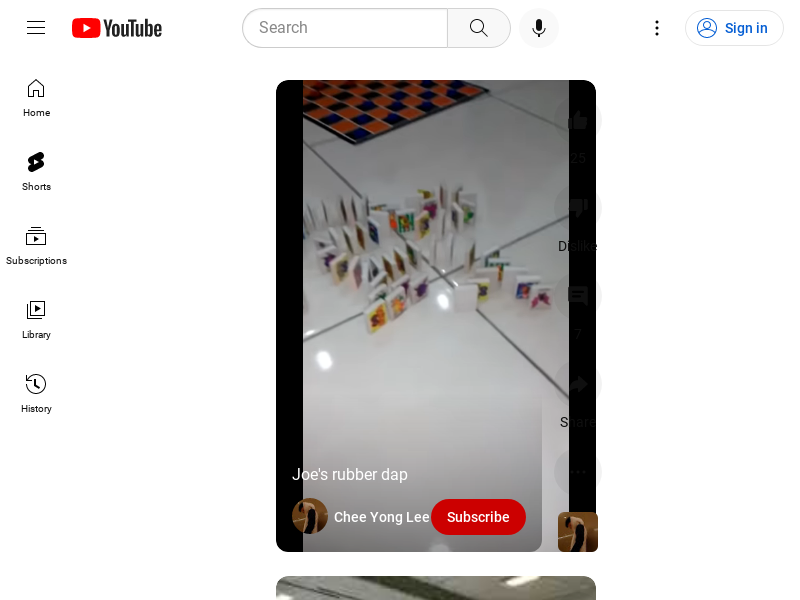 YouTube
Search
Sign in
Home
Shorts
Subscriptions
Library
History
25
Dislike
7
Share
Joe's rubber dap
Chee Yong Lee
Subscribe